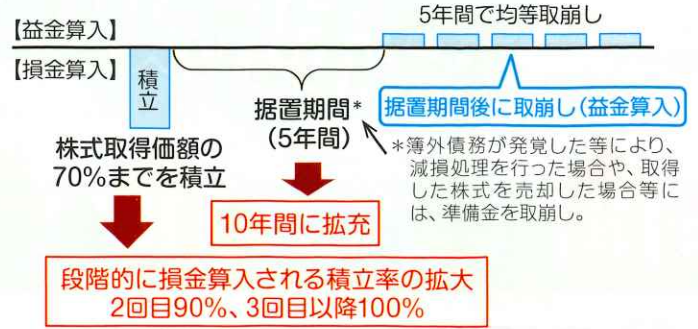 5年間で均等取崩し
【益金算入】
【損金算入】
積立
据置期間*
(5年間)
据置期間後に取崩し(益金算入)
株式取得価額の
70%までを積立
*簿外債務が発覚した等により、
減損処理を行った場合や、取得
した株式を売却した場合等に
は、準備金を取崩し。
10年間に拡充
段階的に損金算入される積立率の拡大
2回目90%、3回目以降100%